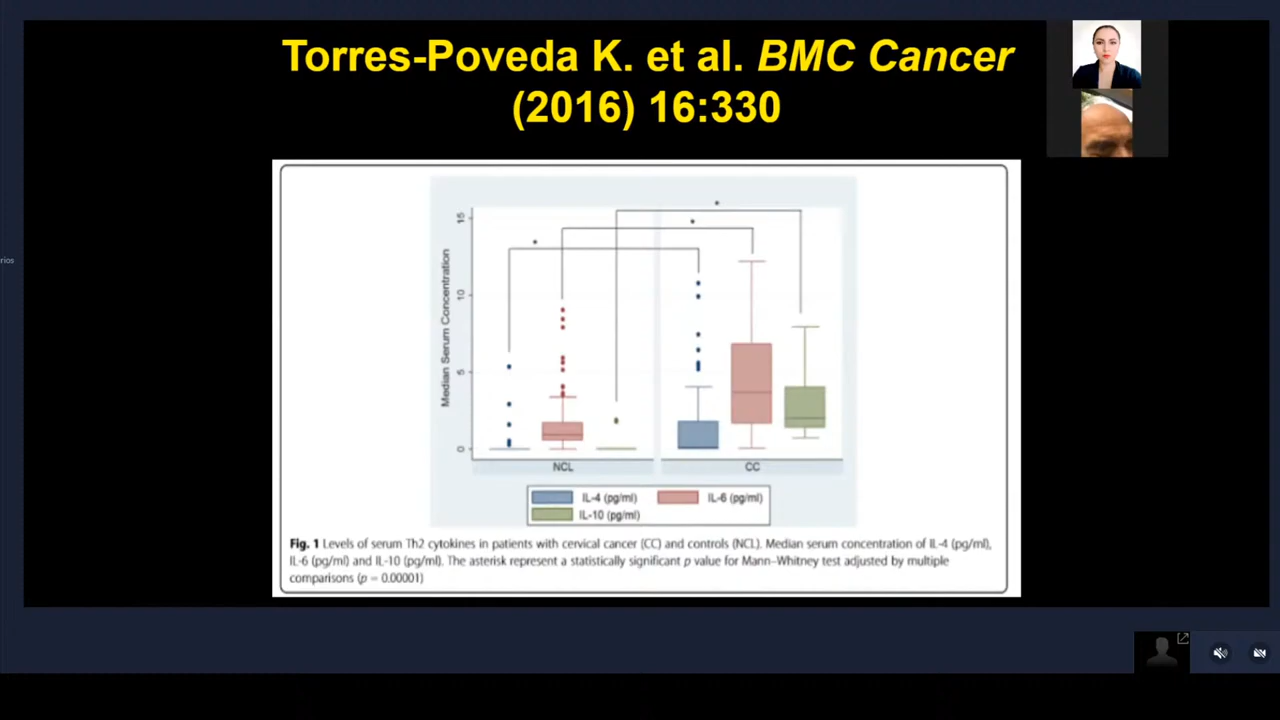 Torres-Poveda K. et al. BMC Cancer
(2016) 16:330
rios
Median Serum Concentration
15
10
5
0
NCL
CC
IL-4 (pg/ml)
IL-6 (pg/ml)
IL-10 (pg/ml)
Fig. 1 Levels of serum Th2 cytokines in patients with cervical cancer (CC) and controls (NCL). Median serum concentration of IL-4 (pg/ml),
IL-6 (pg/ml) and IL-10 (pg/ml). The asterisk represent a statistically significant p value for Mann–Whitney test adjusted by multiple
comparisons (p = 0.00001)